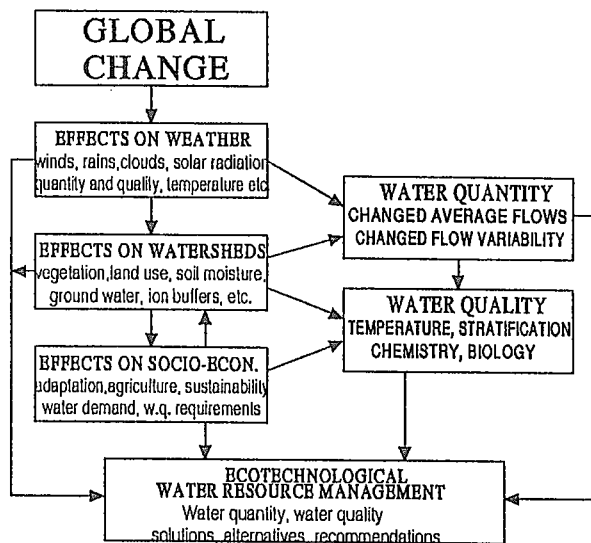 GLOBAL
CHANGE
EFFECTS ON WEATHER
winds, rains,clouds, solar radiation
quantity and quality, temperature etc
EFFECTS ON WATERSHEDS
vegetation,land use, soil moisture,
ground water, ion buffers, etc.
EFFECTS ON SOCIO-ECON.
adaptation,agriculture, sustainability
water demand, w.q. requirements
WATER QUANTITY
CHANGED AVERAGE FLOWS
CHANGED FLOW VARIABILITY
WATER QUALITY
TEMPERATURE, STRATIFICATION
CHEMISTRY, BIOLOGY
ECOTECHNOLOGICAL
WATER RESOURCE MANAGEMENT
Water quantity, water quality
solutions, alternatives, recommendations